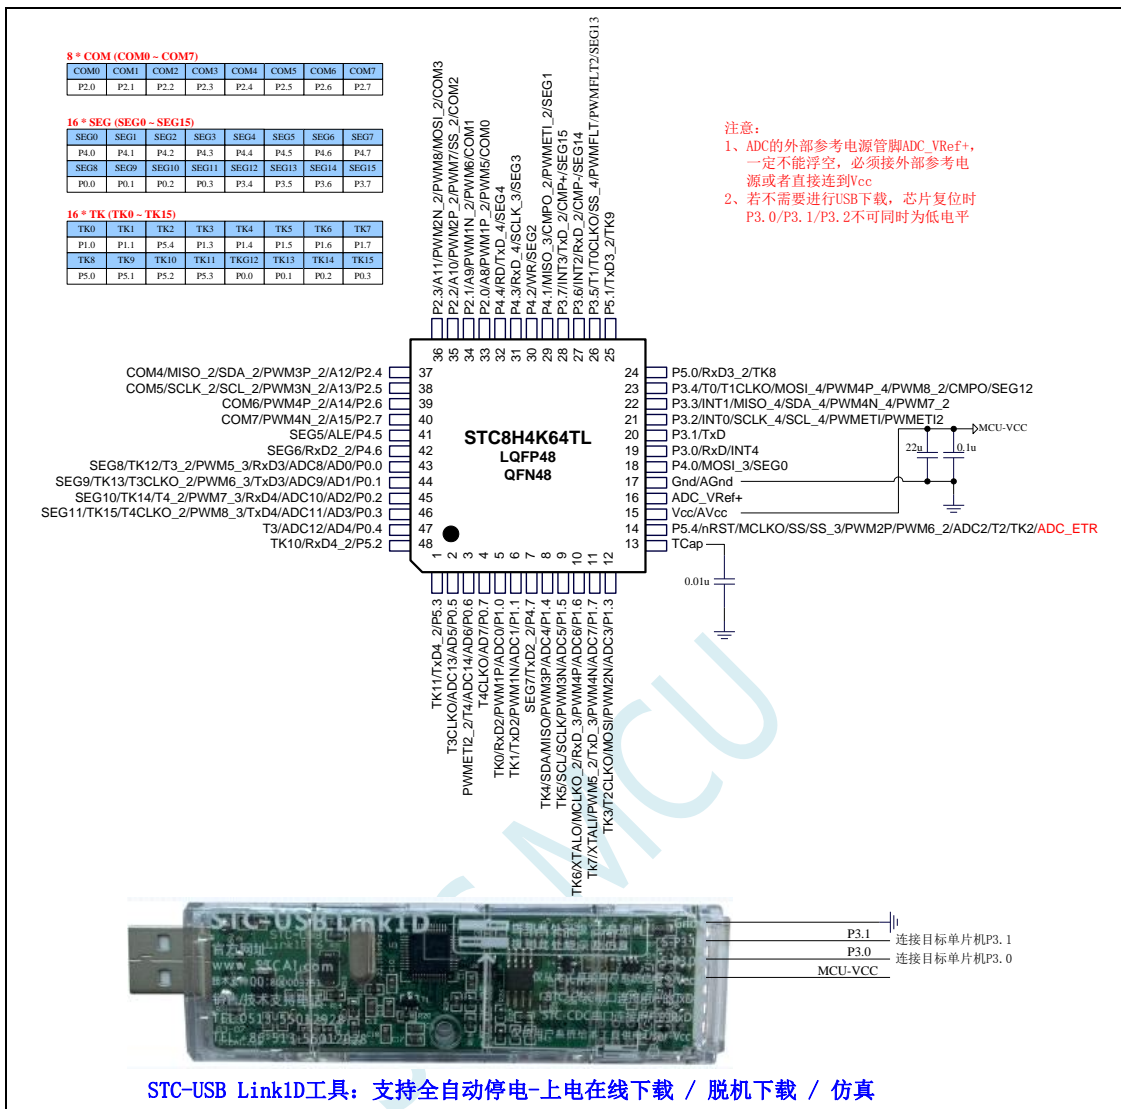 8 * COM (COM0 ~ COM7)
COM0 COM1 COM2 COM3 COM4 COM5 COM6 COM7
P2.0 P2.1 P2.2 P2.3 P2.4 P2.5 P2.6 P2.7
16 * SEG (SEG0 ~ SEG15)
SEG0 SEG1 SEG2 SEG3 SEG4 SEG5 SEG6 SEG7
P4.0 P4.1 P4.2 P4.3 P4.4 P4.5 P4.6 P4.7
SEG8 SEG9 SEG10 SEG11 SEG12 SEG13 SEG14 SEG15
P0.0 P0.1 P0.2 P0.3 P3.4 P3.5 P3.6 P3.7
16 * TK (TK0 ~ TK15)
TK0 TK1 TK2 TK3 TK4 TK5 TK6 TK7
P1.0 P1.1 P5.4 P1.3 P1.4 P1.5 P1.6 P1.7
TK8 TK9 TK10 TK11 TKG12 TK13 TK14 TK15
P5.0 P5.1 P5.2 P5.3 P0.0 P0.1 P0.2 P0.3
注意:
1、ADC的外部参考电源管脚ADC_VRef+,
一定不能浮空，必须接外部参考电
源或者直接连到Vcc
2、若不需要进行USB下载，芯片复位时
P3.0/P3.1/P3.2不可同时为低电平
P2.3/A11/PWM2N_2/PWM8/MOSI_2/COM3
P2.2/A10/PWM2P_2/PWM7/SS_2/COM2
P2.1/A9/PWM1N_2/PWM6/COM1
P2.0/A8/PWM1P_2/PWM5/COM0
P4.4/RD/TxD_4/SEG4
P4.3/RxD_4/SCLK_3/SEG3
P4.2/WR/SEG2
P4.1/MISO_3/CMPO_2/PWMETI_2/SEG1
P3.7/INT3/TxD_2/CMP+/SEG15
P3.6/INT2/RxD_2/CMP-/SEG14
P3.5/T1/T0CLKO/SS_4/PWMFLT/PWMFLT2/SEG13
P5.1/TxD3_2/TK9
36 35 34 33 32 31 30 29 28 27 26 25
COM4/MISO_2/SDA_2/PWM3P_2/A12/P2.4 37
COM5/SCLK_2/SCL_2/PWM3N_2/A13/P2.5 38
COM6/PWM4P_2/A14/P2.6 39
COM7/PWM4N_2/A15/P2.7 40
SEG5/ALE/P4.5 41
SEG6/RxD2_2/P4.6 42
SEG8/TK12/T3_2/PWM5_3/RxD3/ADC8/AD0/P0.0 43
SEG9/TK13/T3CLKO_2/PWM6_3/TxD3/ADC9/AD1/P0.1 44
SEG10/TK14/T4_2/PWM7_3/RxD4/ADC10/AD2/P0.2 45
SEG11/TK15/T4CLKO_2/PWM8_3/TxD4/ADC11/AD3/P0.3 46
T3/ADC12/AD4/P0.4 47
TK10/RxD4_2/P5.2 48
STC8H4K64TL
LQFP48
QFN48
24 P5.0/RxD3_2/TK8
23 P3.4/T0/T1CLKO/MOSI_4/PWM4P_4/PWM8_2/CMPO/SEG12
22 P3.3/INT1/MISO_4/SDA_4/PWM4N_4/PWM7_2
21 P3.2/INT0/SCLK_4/SCL_4/PWMETI/PWMETI2
20 P3.1/TxD
19 P3.0/RxD/INT4
18 P4.0/MOSI_3/SEG0
17 Gnd/AGnd
16 ADC_VRef+
15 Vcc/AVcc
14 P5.4/nRST/MCLKO/SS/SS_3/PWM2P/PWM6_2/ADC2/T2/TK2/ADC_ETR
13 TCap
MCU-VCC
22u 0.1u
0.01u
1 2 3 4 5 6 7 8 9 10 11 12
TK11/TxD4_2/P5.3
T3CLKO/ADC13/AD5/P0.5
PWMETI2_2/T4/ADC14/AD6/P0.6
T4CLKO/AD7/P0.7
TK0/RxD2/PWM1P/ADC0/P1.0
TK1/TxD2/PWM1N/ADC1/P1.1
SEG7/TxD2_2/P4.7
TK4/SDA/MISO/PWM3P/ADC4/P1.4
TK5/SCL/SCLK/PWM3N/ADC5/P1.5
TK6/XTALO/MCLKO_2/RxD_3/PWM4P/ADC6/P1.6
Tk7/XTALI/PWM5_2/TxD_3/PWM4N/ADC7/P1.7
TK3/T2CLKO/MOSI/PWM2N/ADC3/P1.3
MCU
STC-USB Link1D
官方网址:
www.STCAI.com
销售/技术支持电话
TEL:0513-55012928
TEL:+86-513-55012928
Gnd
P3.1 连接目标单片机P3.1
P3.0 连接目标单片机P3.0
MCU-VCC
STC-USB Link1D工具: 支持全自动停电-上电在线下载 / 脱机下载 / 仿真